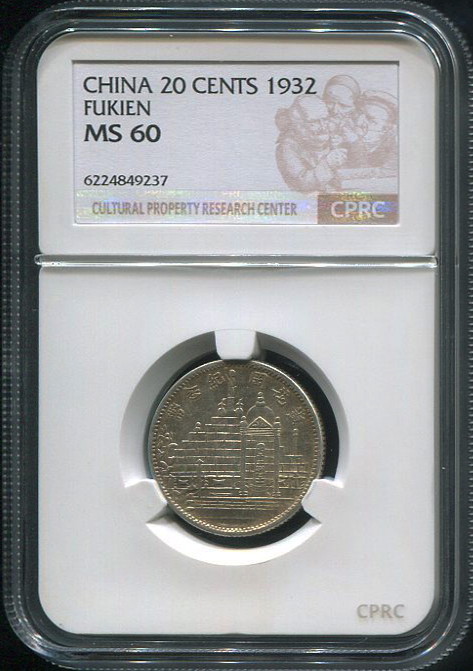 CHINA 20 CENTS 1932
FUKIEN
MS 60
6224849237
CULTURAL PROPERTY RESEARCH CENTER CPRC
CPRC